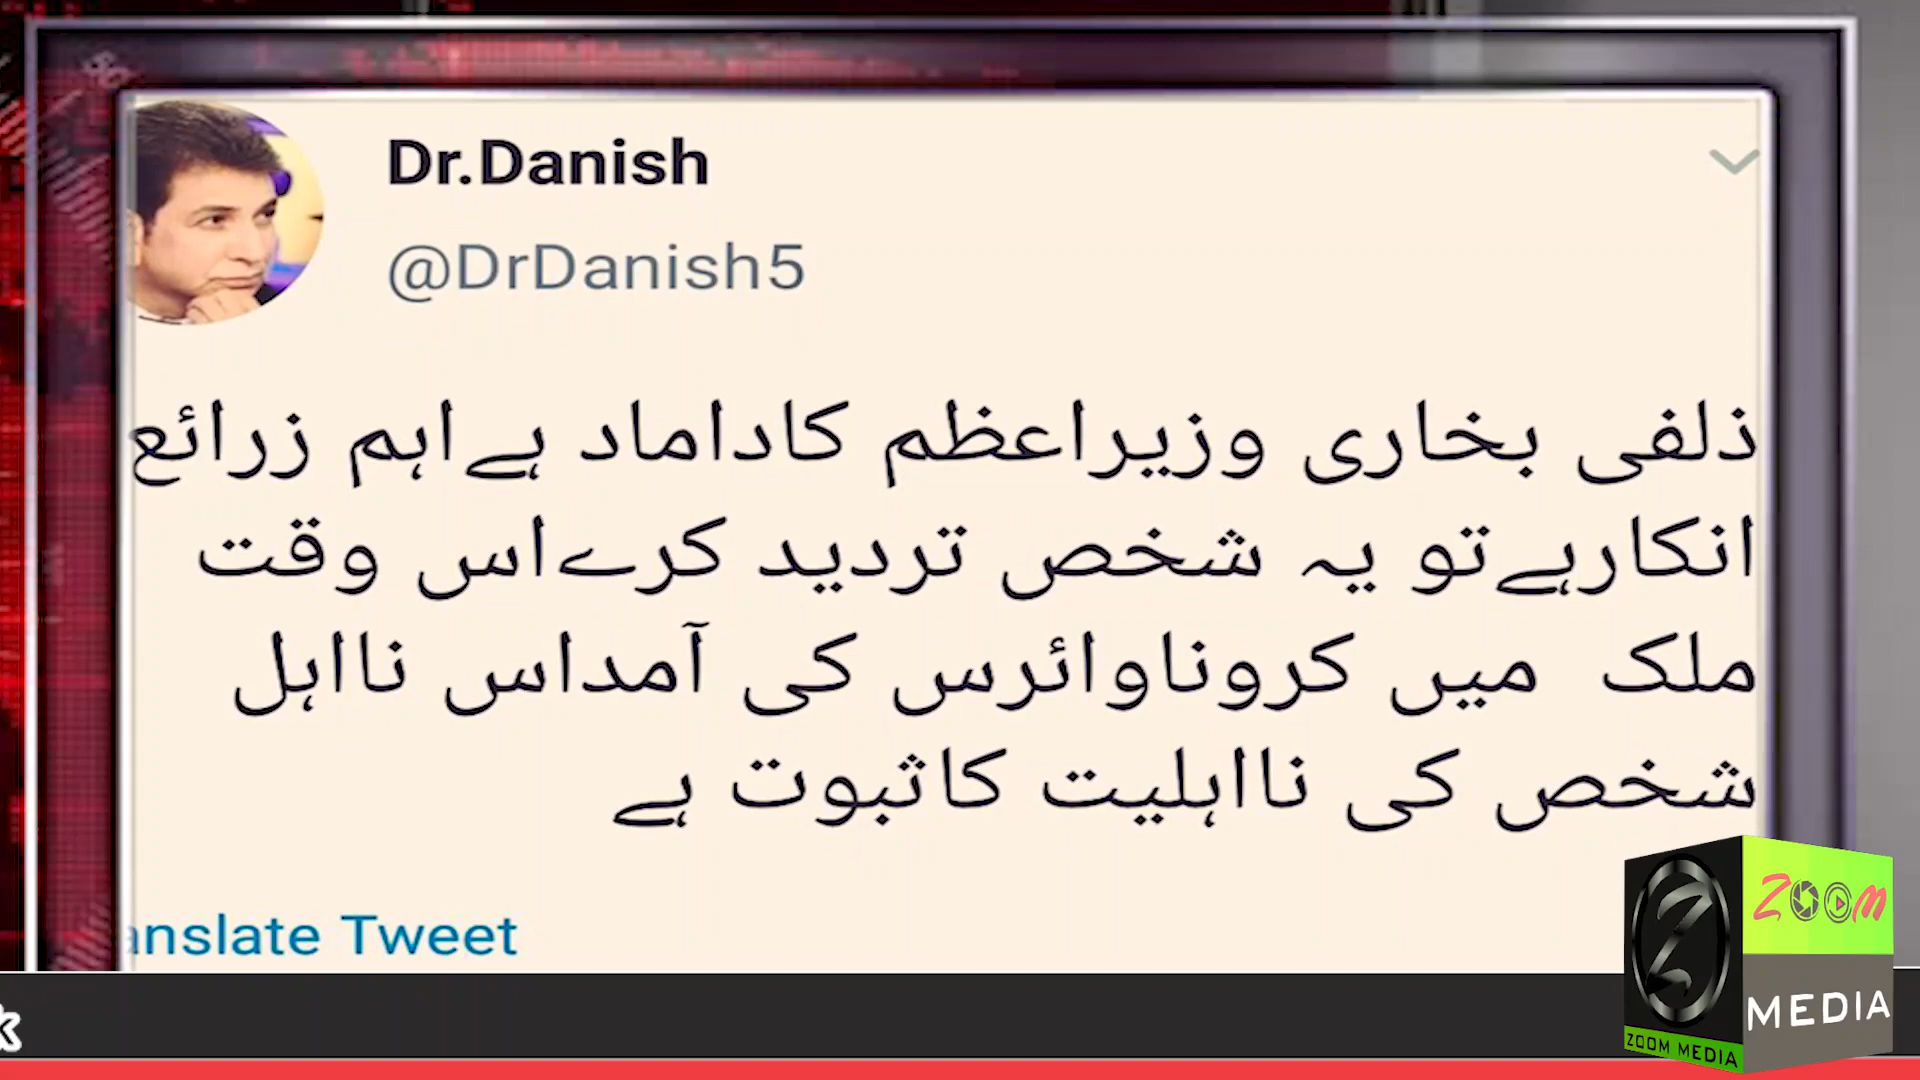 Dr.Danish
@DrDanish5
ذلفی بخاری وزیراعظم کاداماد ہےاہم زرائع
انکارہےتو یہ شخص تردید کرےاس وقت
ملک میں کروناوائرس کی آمداس نااہل
شخص کی نااہلیت کاثبوت ہے
anslate Tweet
ZOOM
MEDIA
ZOOM MEDIA
k